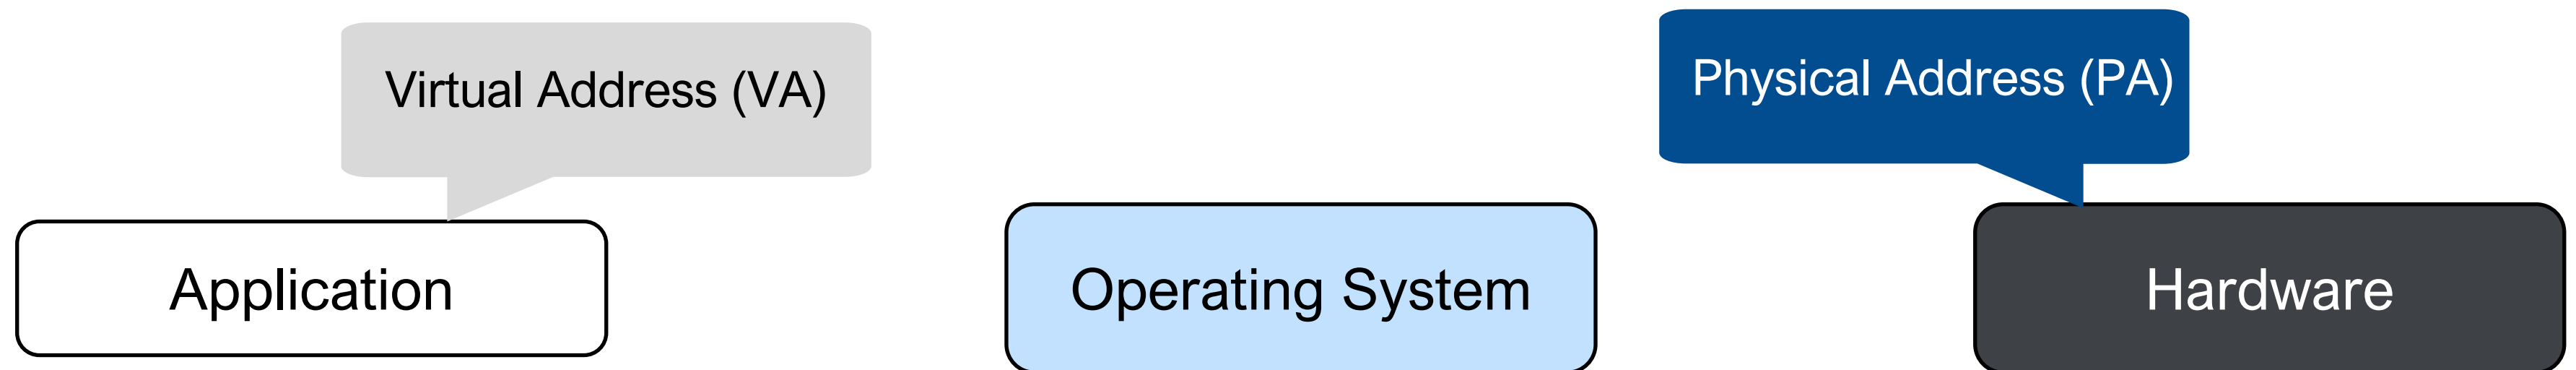 Virtual Address (VA)
Physical Address (PA)
Application
Operating System
Hardware